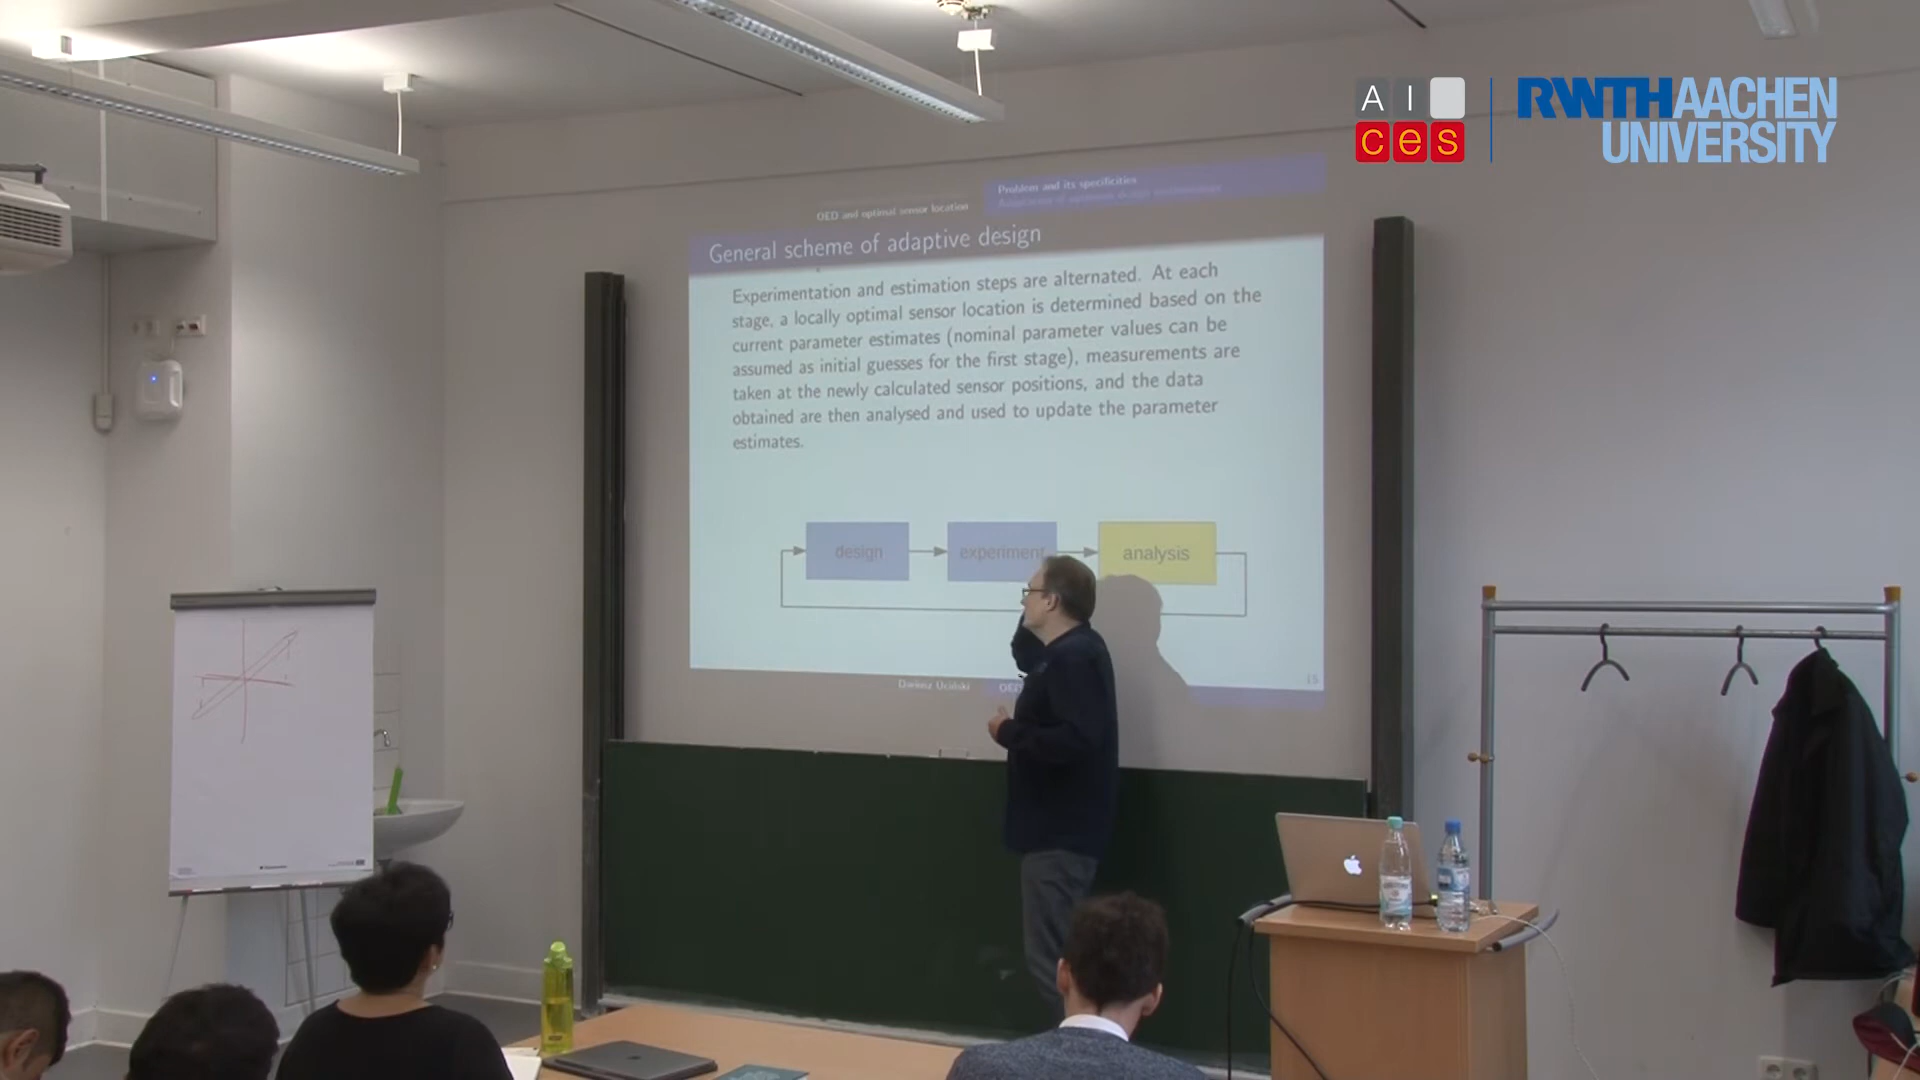 AI
ces
RWTHAACHEN
UNIVERSITY
Problem and its specificities
OED and optimal sensor location
General scheme of adaptive design
Experimentation and estimation steps are alternated. At each
stage, a locally optimal sensor location is determined based on the
current parameter estimates (nominal parameter values can be
assumed as initial guesses for the first stage), measurements are
taken at the newly calculated sensor positions, and the data
obtained are then analysed and used to update the parameter
estimates.
design
experiment
analysis
Dariusz Uciński
OED
15